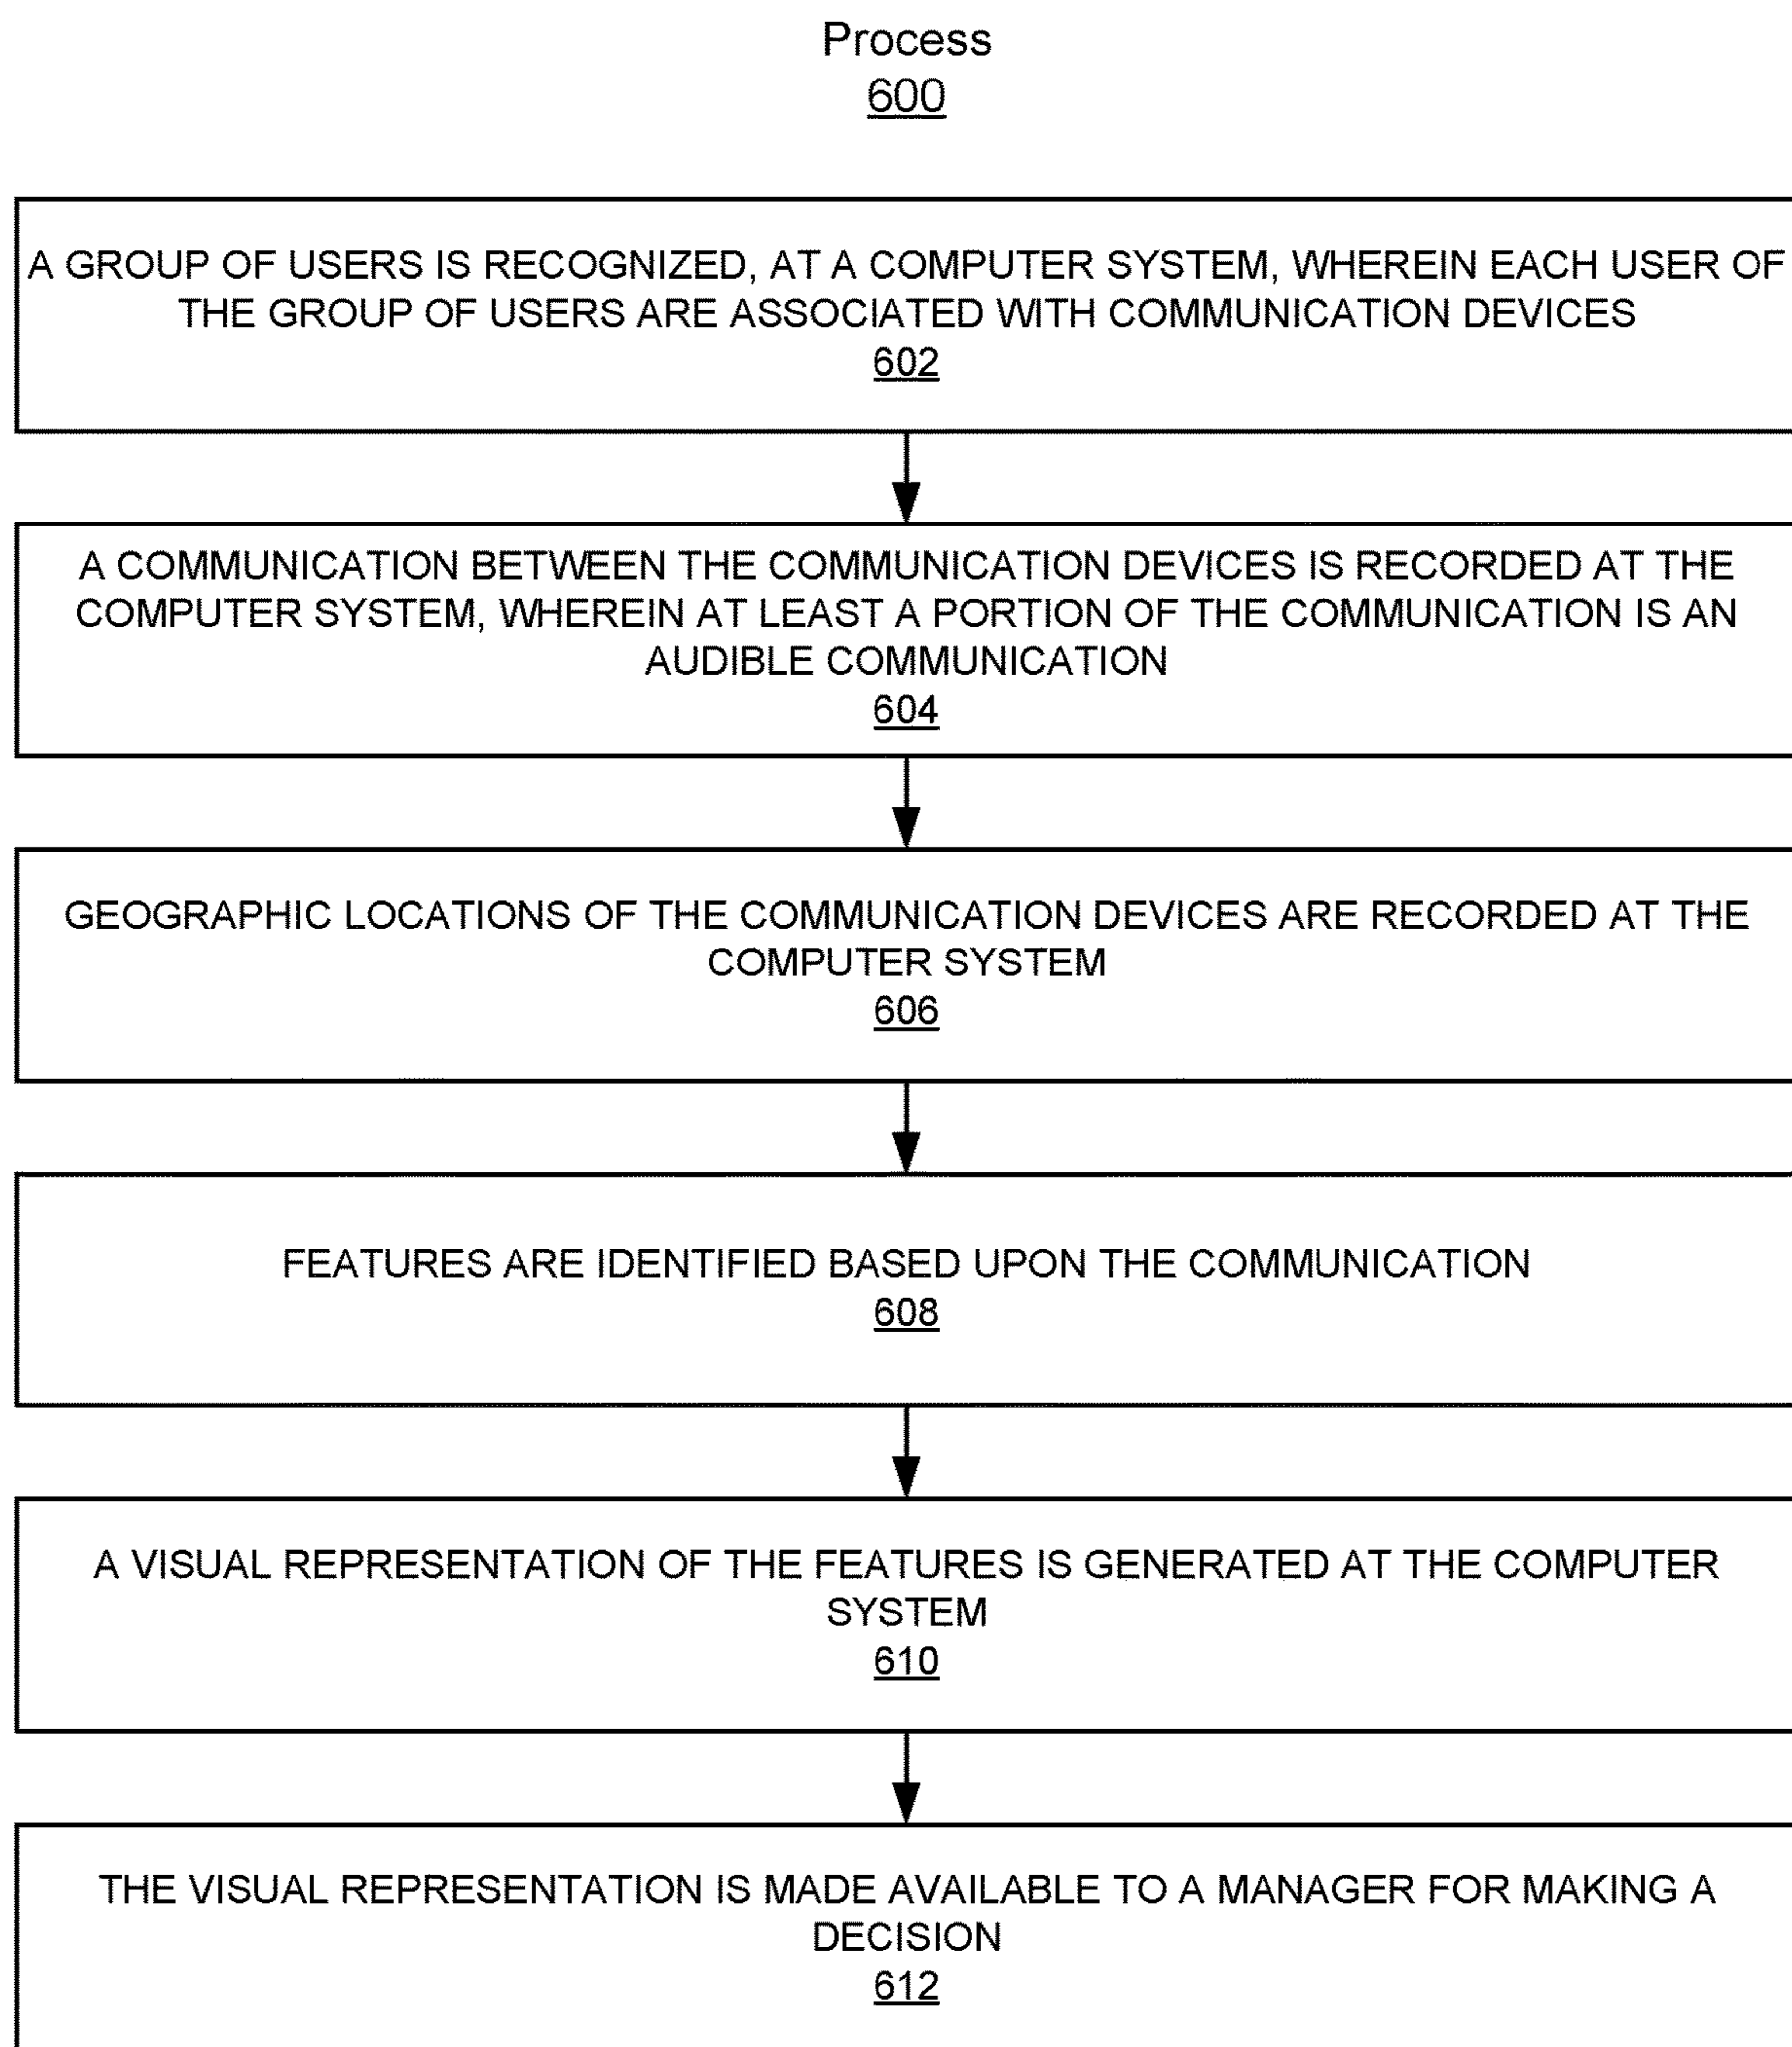 Process
600
A GROUP OF USERS IS RECOGNIZED, AT A COMPUTER SYSTEM, WHEREIN EACH USER OF
THE GROUP OF USERS ARE ASSOCIATED WITH COMMUNICATION DEVICES
602
A COMMUNICATION BETWEEN THE COMMUNICATION DEVICES IS RECORDED AT THE
COMPUTER SYSTEM, WHEREIN AT LEAST A PORTION OF THE COMMUNICATION IS AN
AUDIBLE COMMUNICATION
604
GEOGRAPHIC LOCATIONS OF THE COMMUNICATION DEVICES ARE RECORDED AT THE
COMPUTER SYSTEM
606
FEATURES ARE IDENTIFIED BASED UPON THE COMMUNICATION
608
A VISUAL REPRESENTATION OF THE FEATURES IS GENERATED AT THE COMPUTER
SYSTEM
610
THE VISUAL REPRESENTATION IS MADE AVAILABLE TO A MANAGER FOR MAKING A
DECISION
612